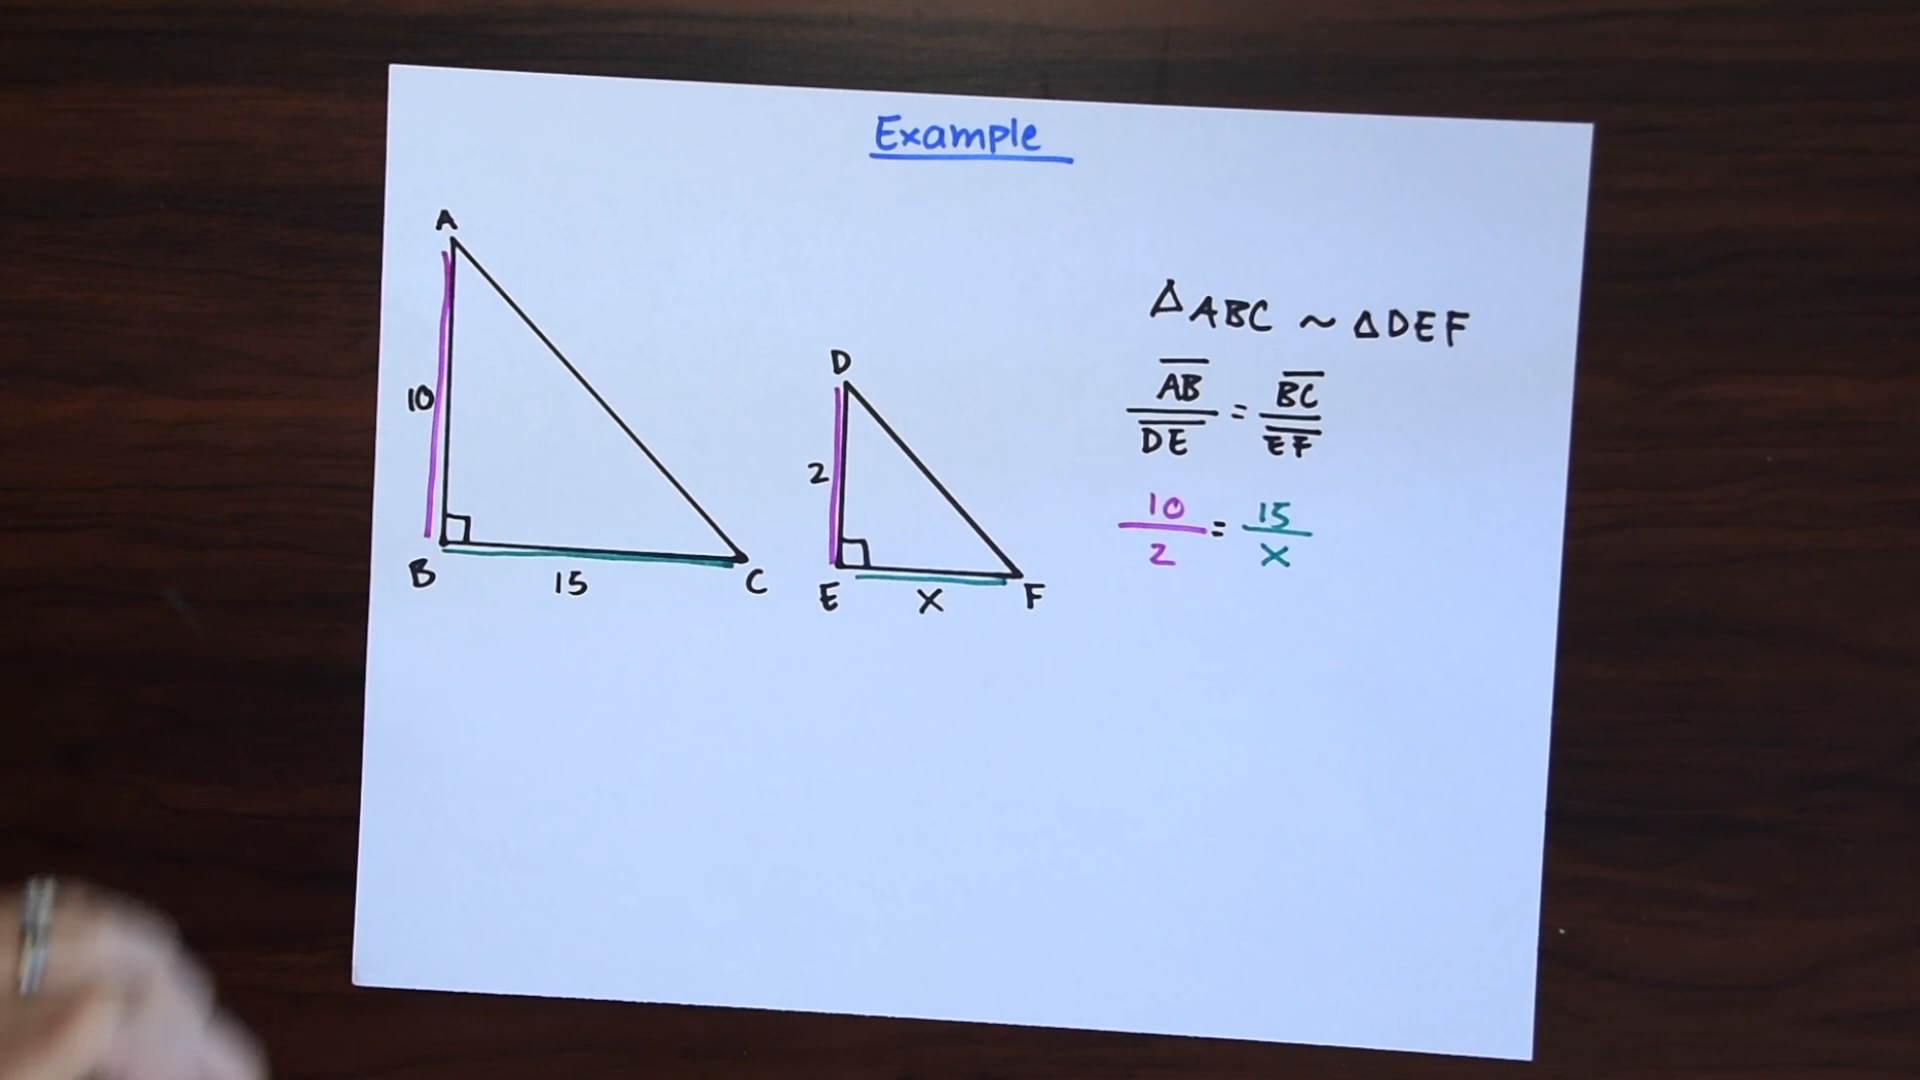 Example
A
10
B
15
C
D
2
E
X
F
△ABC ~ △DEF
AB/DE = BC/EF
10/2 = 15/X